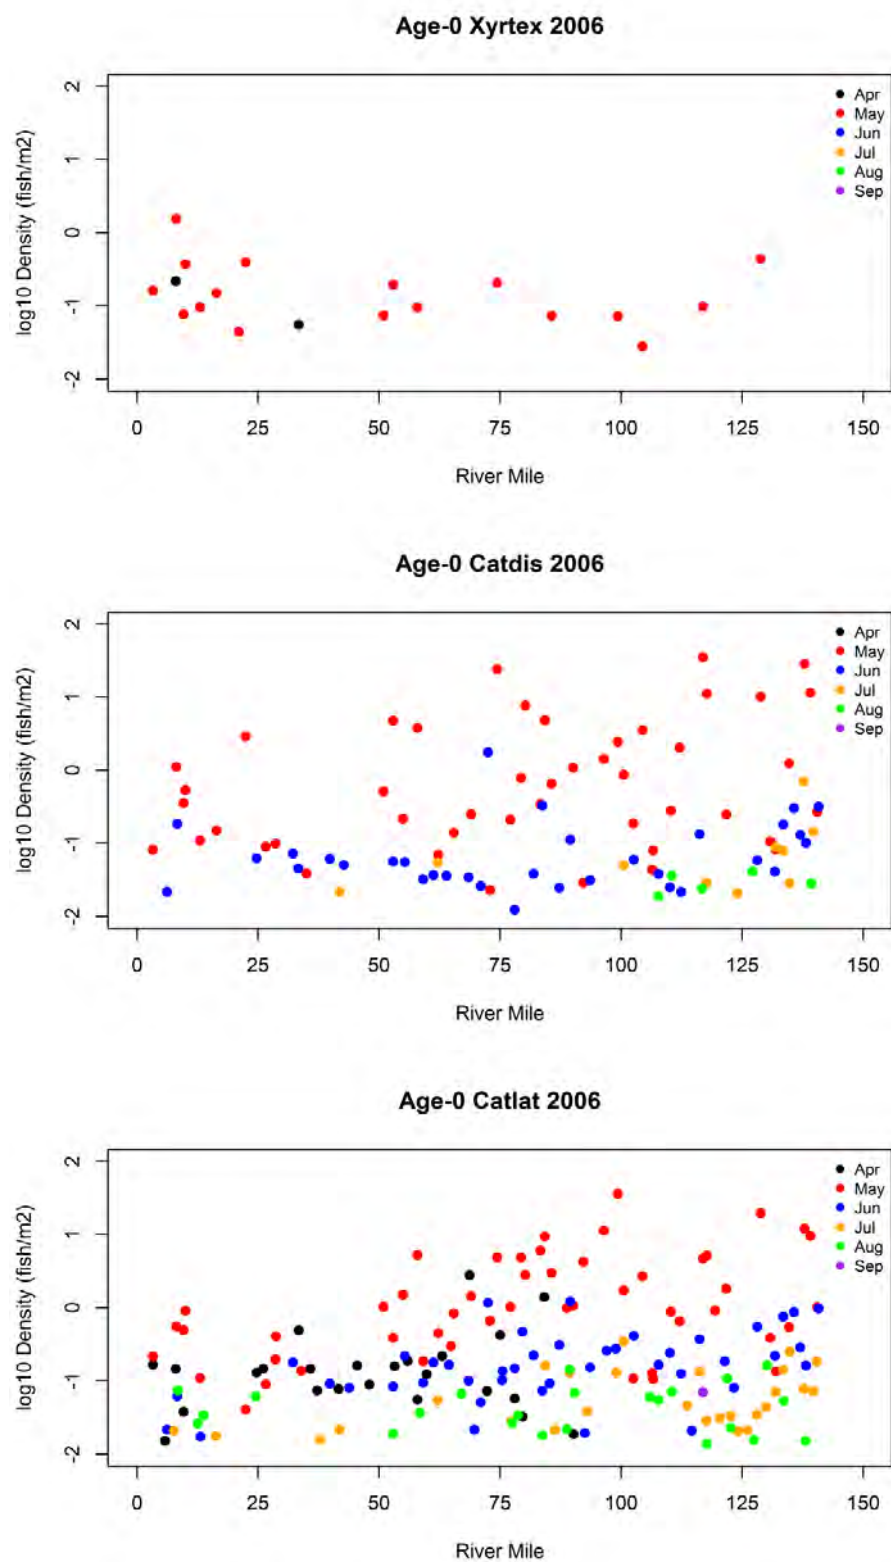 Age-0 Xyrtex 2006
log10 Density (fish/m2)
2
1
0
-1
-2
Apr
May
Jun
Jul
Aug
Sep
0 25 50 75 100 125 150
River Mile
Age-0 Catdis 2006
log10 Density (fish/m2)
2
1
0
-1
-2
Apr
May
Jun
Jul
Aug
Sep
0 25 50 75 100 125 150
River Mile
Age-0 Catlat 2006
log10 Density (fish/m2)
2
1
0
-1
-2
Apr
May
Jun
Jul
Aug
Sep
0 25 50 75 100 125 150
River Mile